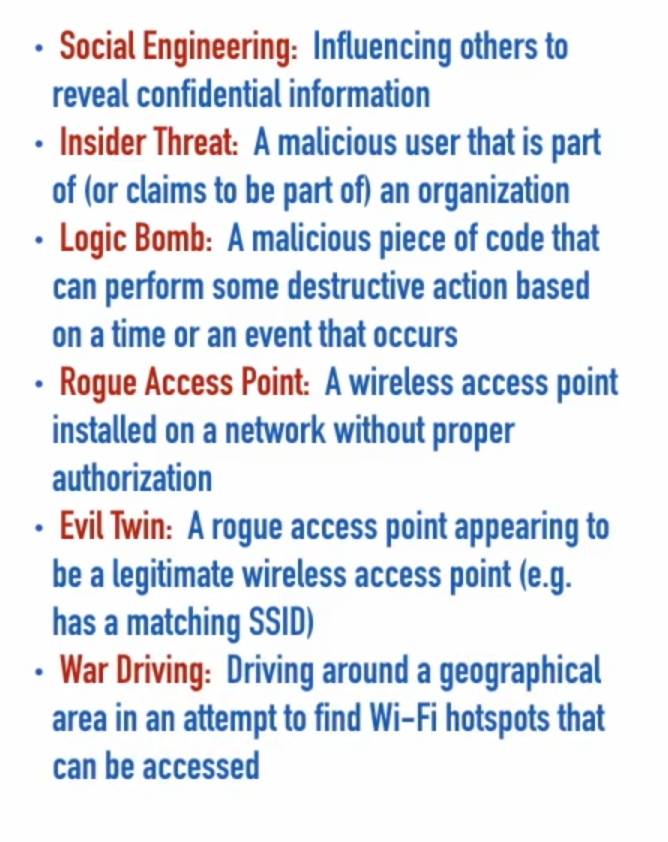 • Social Engineering: Influencing others to
reveal confidential information
• Insider Threat: A malicious user that is part
of (or claims to be part of) an organization
• Logic Bomb: A malicious piece of code that
can perform some destructive action based
on a time or an event that occurs
• Rogue Access Point: A wireless access point
installed on a network without proper
authorization
• Evil Twin: A rogue access point appearing to
be a legitimate wireless access point (e.g.
has a matching SSID)
• War Driving: Driving around a geographical
area in an attempt to find Wi-Fi hotspots that
can be accessed